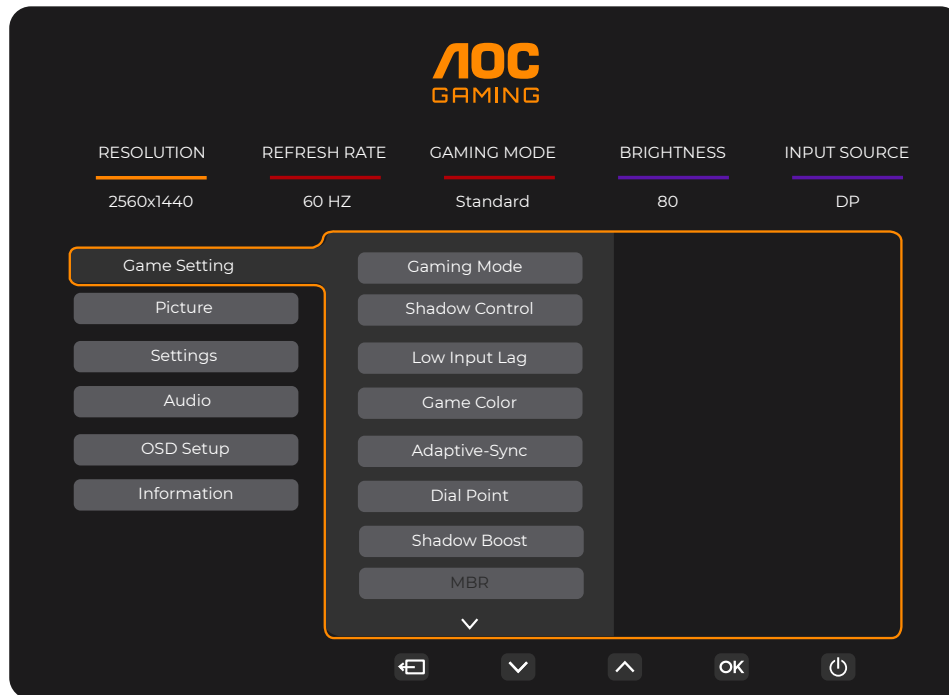 AOC
GAMING
RESOLUTION REFRESH RATE GAMING MODE BRIGHTNESS INPUT SOURCE
2560x1440 60 HZ Standard 80 DP
Game Setting
Picture
Settings
Audio
OSD Setup
Information
Gaming Mode
Shadow Control
Low Input Lag
Game Color
Adaptive-Sync
Dial Point
Shadow Boost
MBR
OK